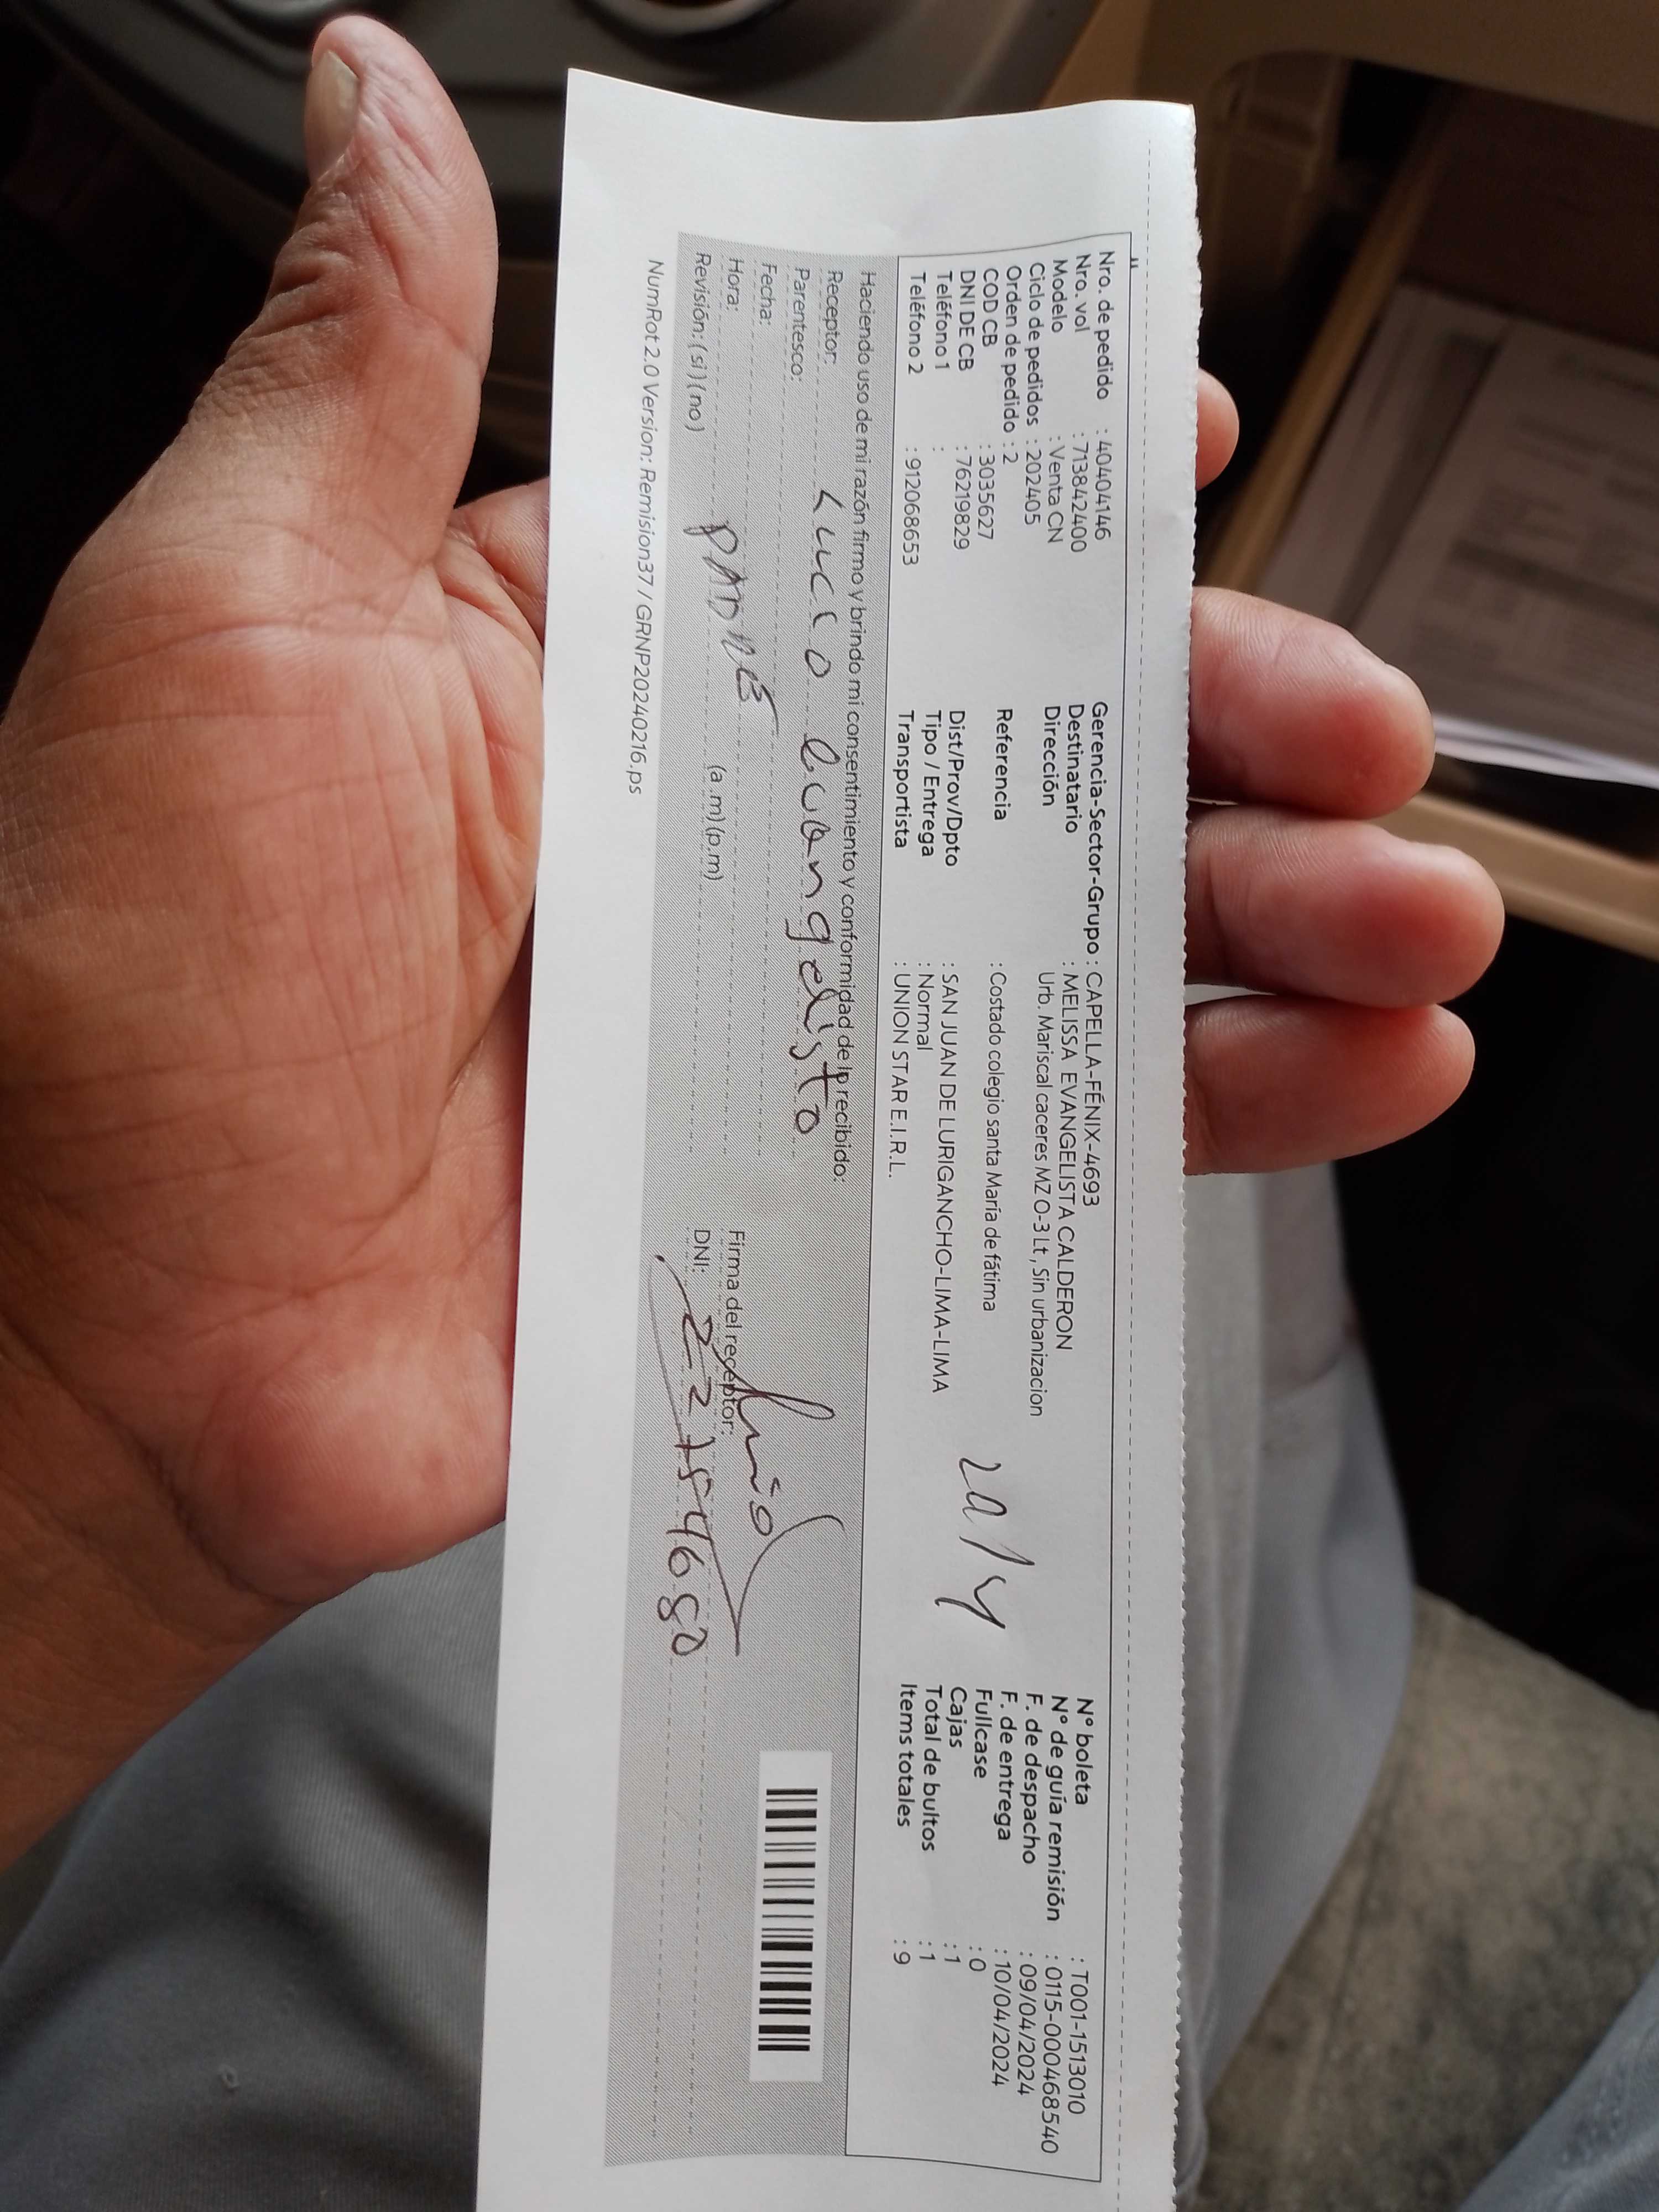 Nro. de pedido : 40404146
Nro. vol : 713842400
Modelo : Venta CN
Ciclo de pedidos : 202405
Orden de pedido : 2
COD CB : 3035627
DNI DE CB : 76219829
Teléfono 1 :
Teléfono 2 : 912068653
Gerencia-Sector-Grupo : CAPELLA-FÉNIX-4693
Destinatario : MELISSA EVANGELISTA CALDERON
Dirección Urb. Mariscal caceres MZ O-3 Lt , Sin urbanizacion
Referencia : Costado colegio santa María de fátima
Dist/Prov/Dpto : SAN JUAN DE LURIGANCHO-LIMA-LIMA
Tipo / Entrega : Normal
Transportista : UNION STAR E.I.R.L.
N° boleta : T001-1513010
N° de guía remisión : 0115-000468540
F. de despacho : 09/04/2024
F. de entrega : 10/04/2024
Fullcase : 0
Cajas : 1
Total de bultos : 1
Items totales : 9
Haciendo uso de mi razón firmo y brindo mi consentimiento y conformidad de lo recibido:
Receptor: Lucio evangelisto
Parentesco:
Fecha:
Hora: (a.m)(p.m)
Revisión: (si) (no)
PADRE
Firma del receptor:
DNI:
NumRot 2.0 Version: Remision37 / GRNP20240216.ps